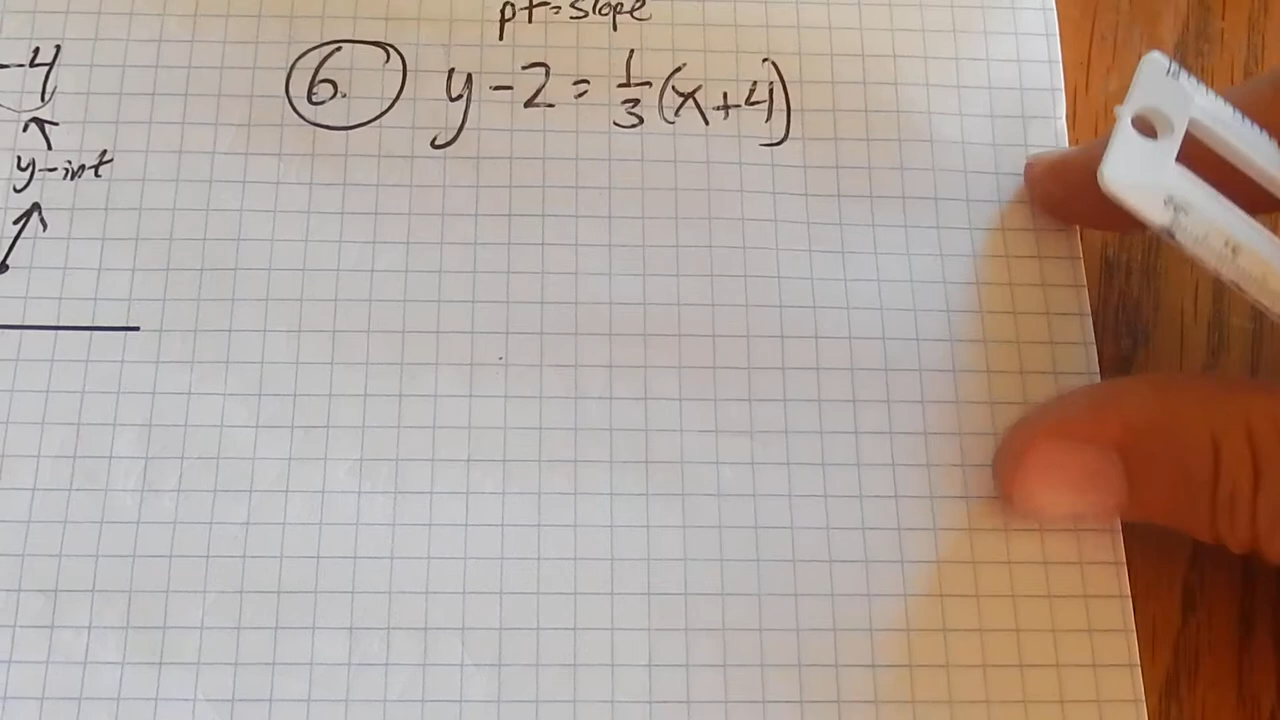 pt-slope
-4
6. y-2=1/3(x+4)
y-int